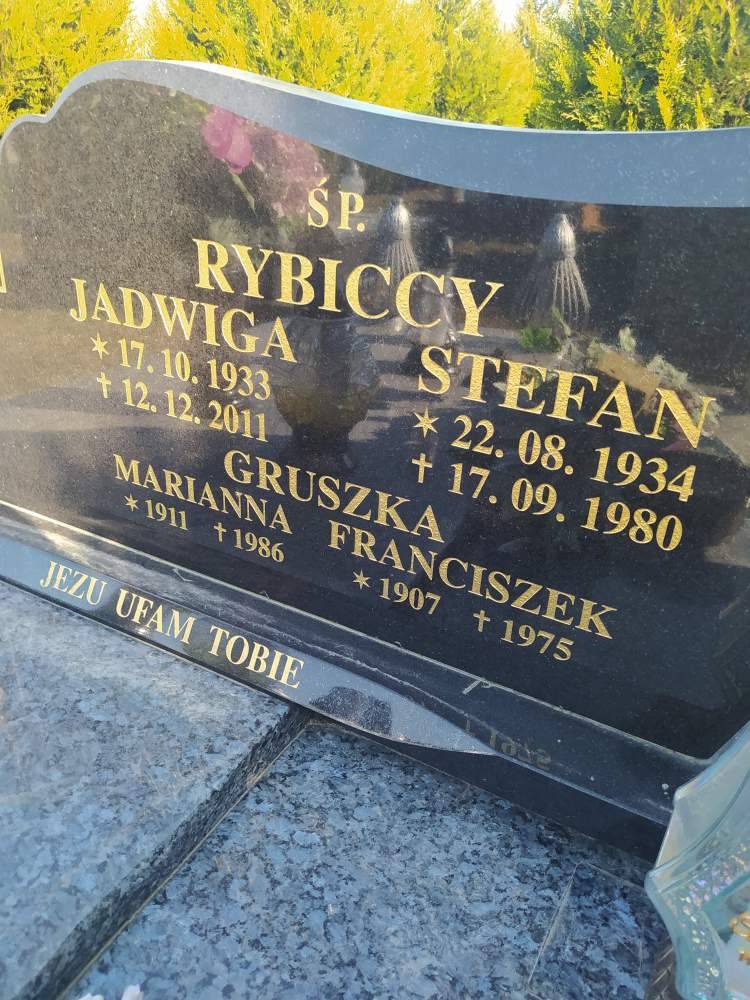 ŚP.
RYBICCY
JADWIGA
* 17. 10. 1933
† 12. 12. 2011
STEFAN
* 22. 08. 1934
† 17. 09. 1980
GRUSZKA
MARIANNA
* 1911 † 1986
FRANCISZEK
* 1907 † 1975
JEZU UFAM TOBIE